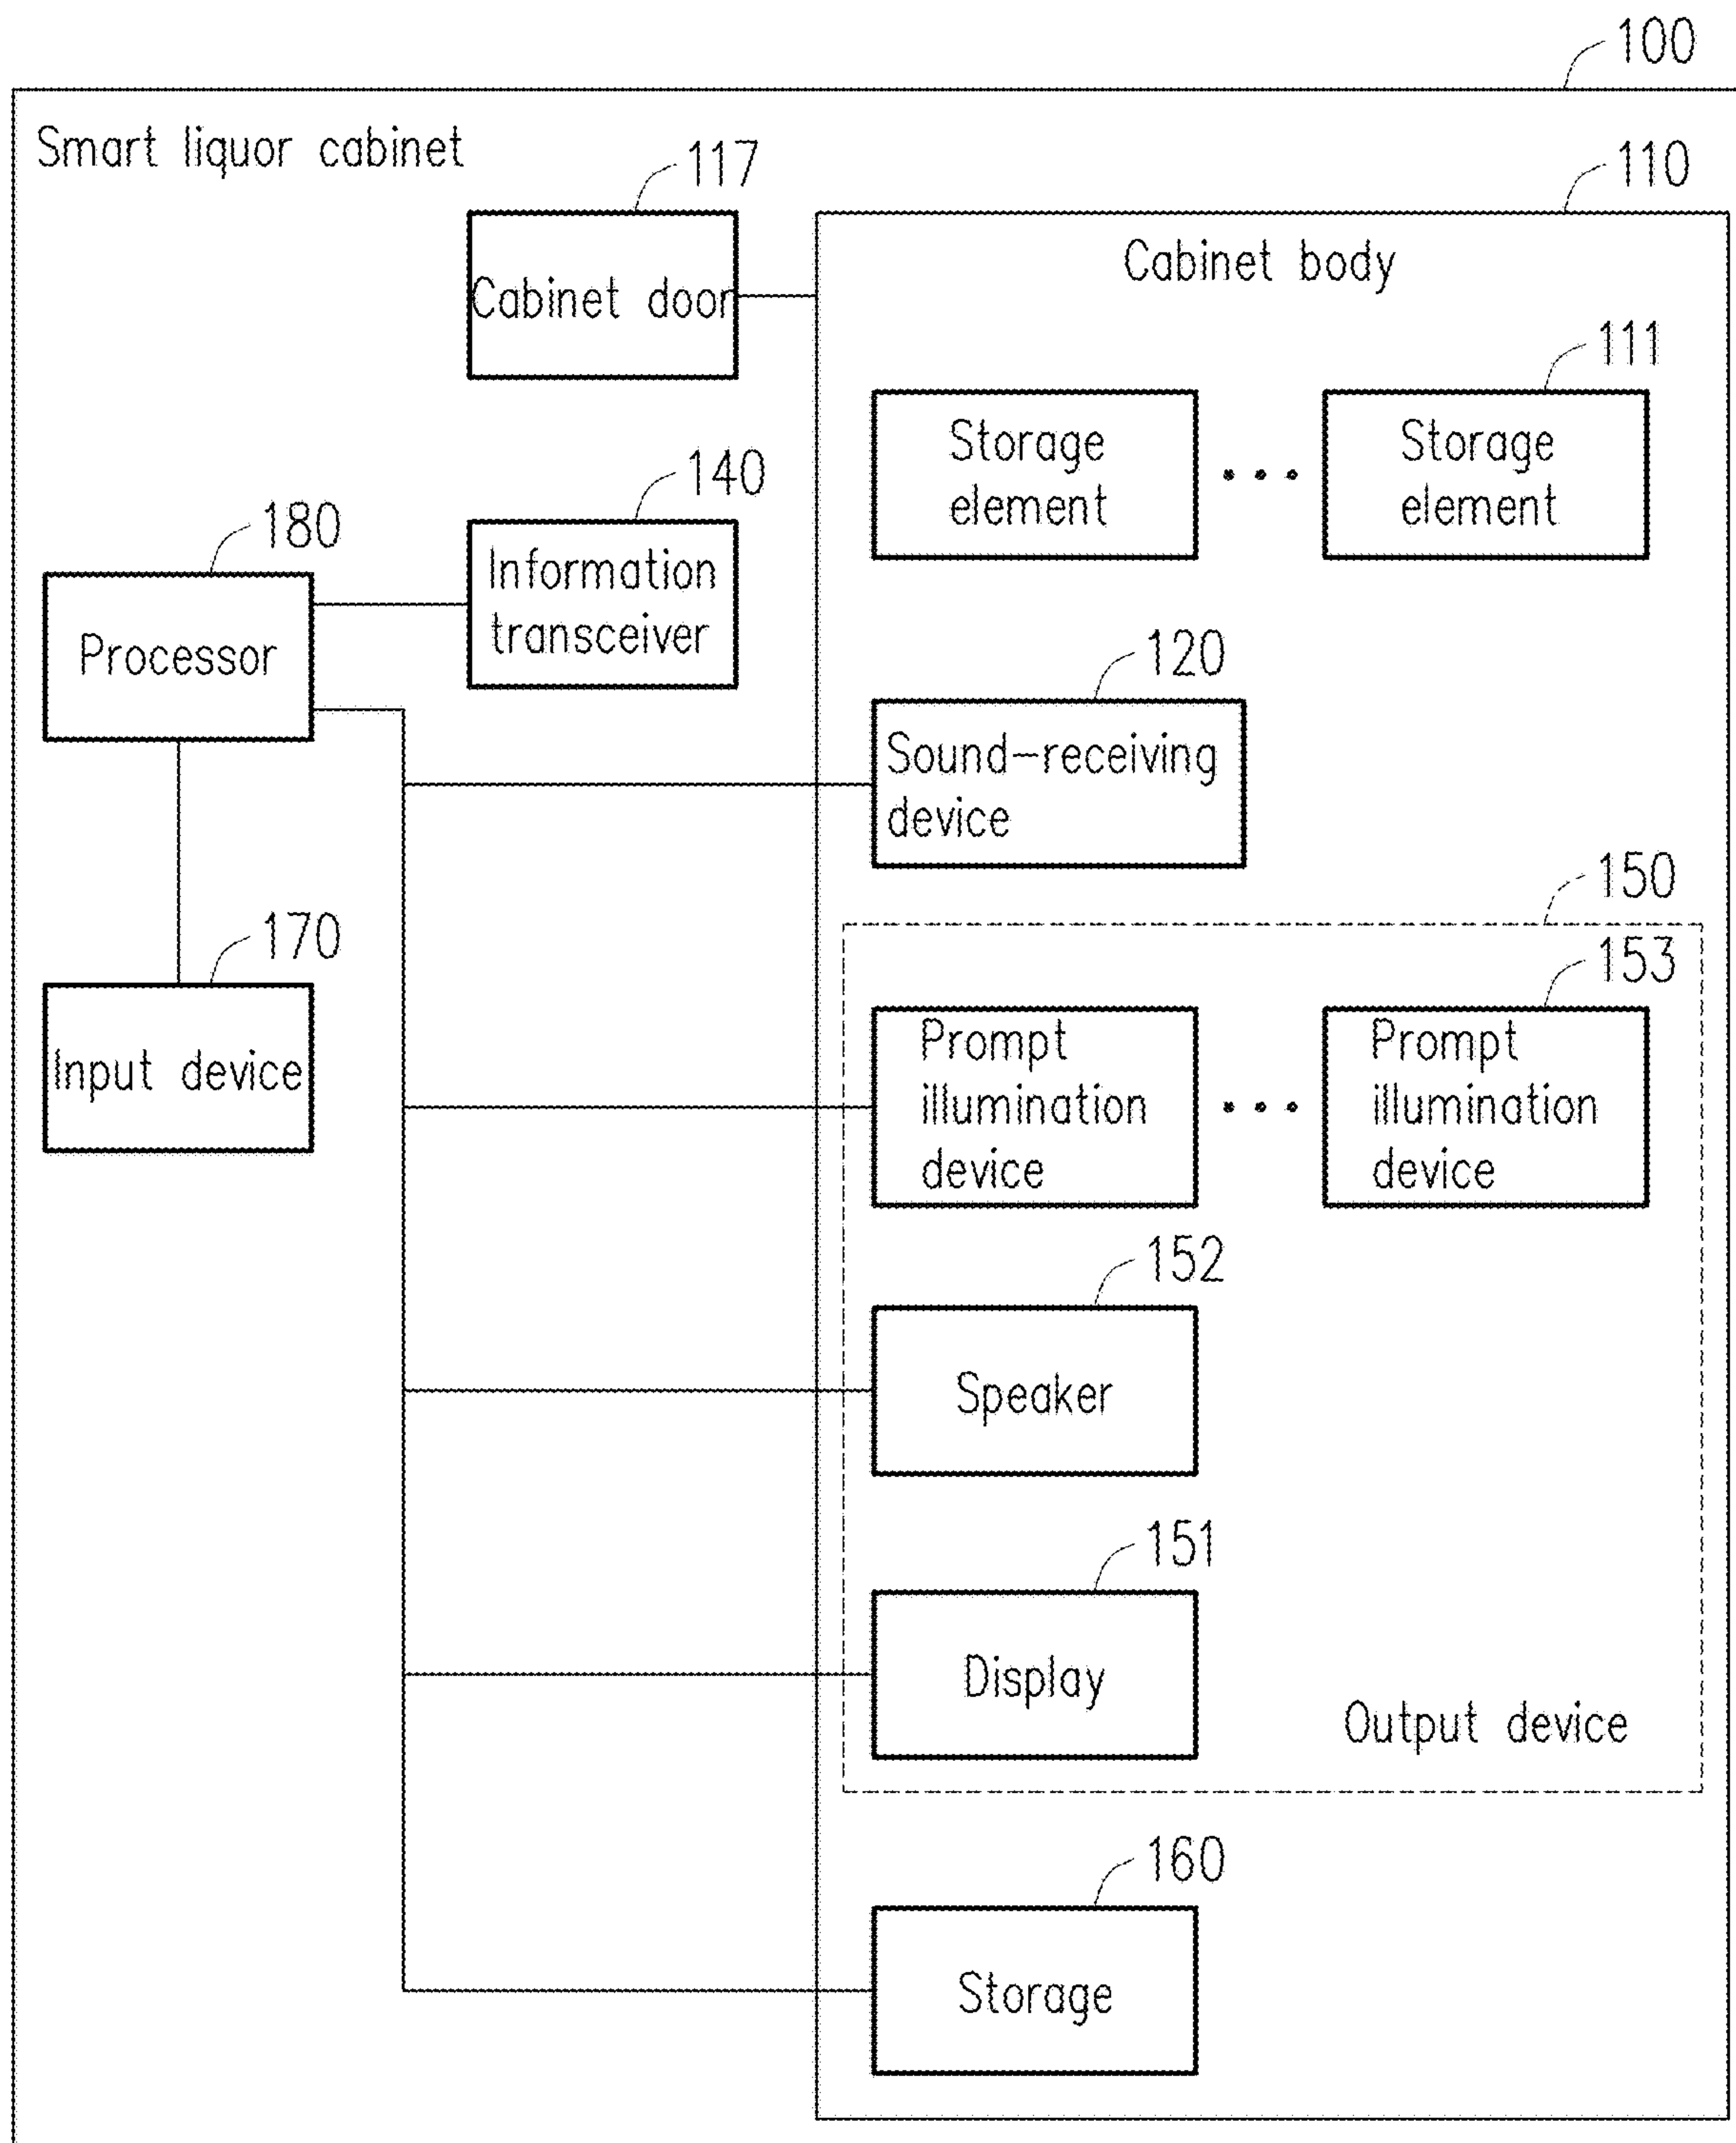 100
Smart liquor cabinet
117
110
Cabinet door
Cabinet body
111
Storage
element
• • •
Storage
element
140
180
Information
transceiver
Processor
120
Sound-receiving
device
150
170
153
Input device
Prompt
illumination
device
• • •
Prompt
illumination
device
152
Speaker
151
Display
Output device
160
Storage